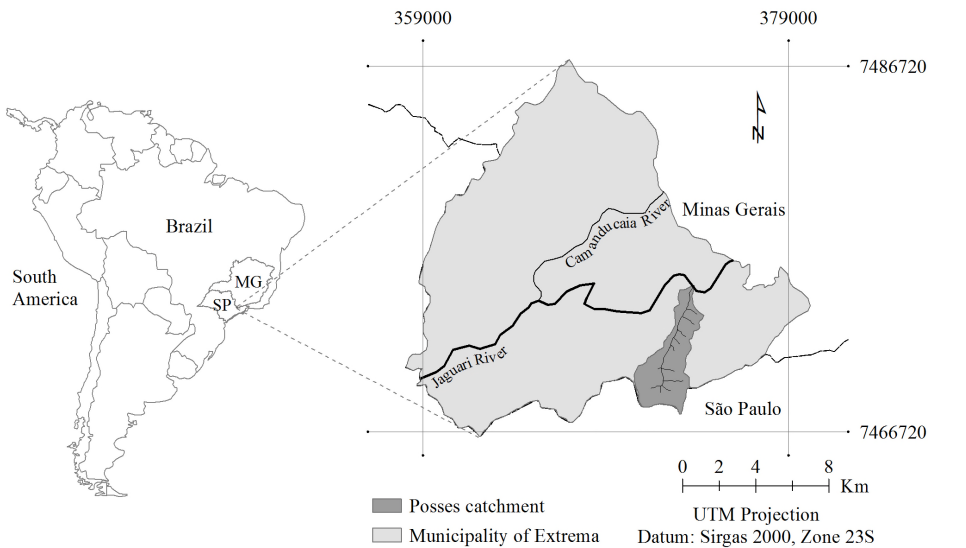 359000
379000
7486720
N
Minas Gerais
Camanducaia River
Brazil
South
America
MG
SP
Jaguari River
São Paulo
7466720
0 2 4 8
Km
Posses catchment
Municipality of Extrema
UTM Projection
Datum: Sirgas 2000, Zone 23S